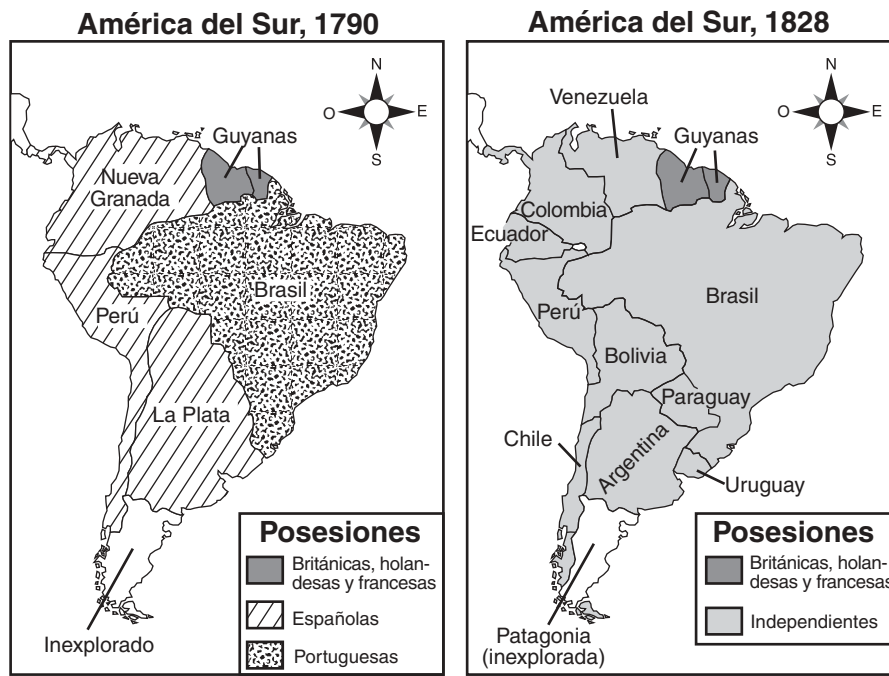 América del Sur, 1790
N
O
E
S
Guyanas
Nueva
Granada
Brasil
Perú
La Plata
Inexplorado
Posesiones
Británicas, holan-
desas y francesas
Españolas
Portuguesas
América del Sur, 1828
N
O
E
S
Venezuela
Guyanas
Colombia
Ecuador
Brasil
Perú
Bolivia
Paraguay
Chile
Argentina
Uruguay
Patagonia
(inexplorada)
Posesiones
Británicas, holan-
desas y francesas
Independientes